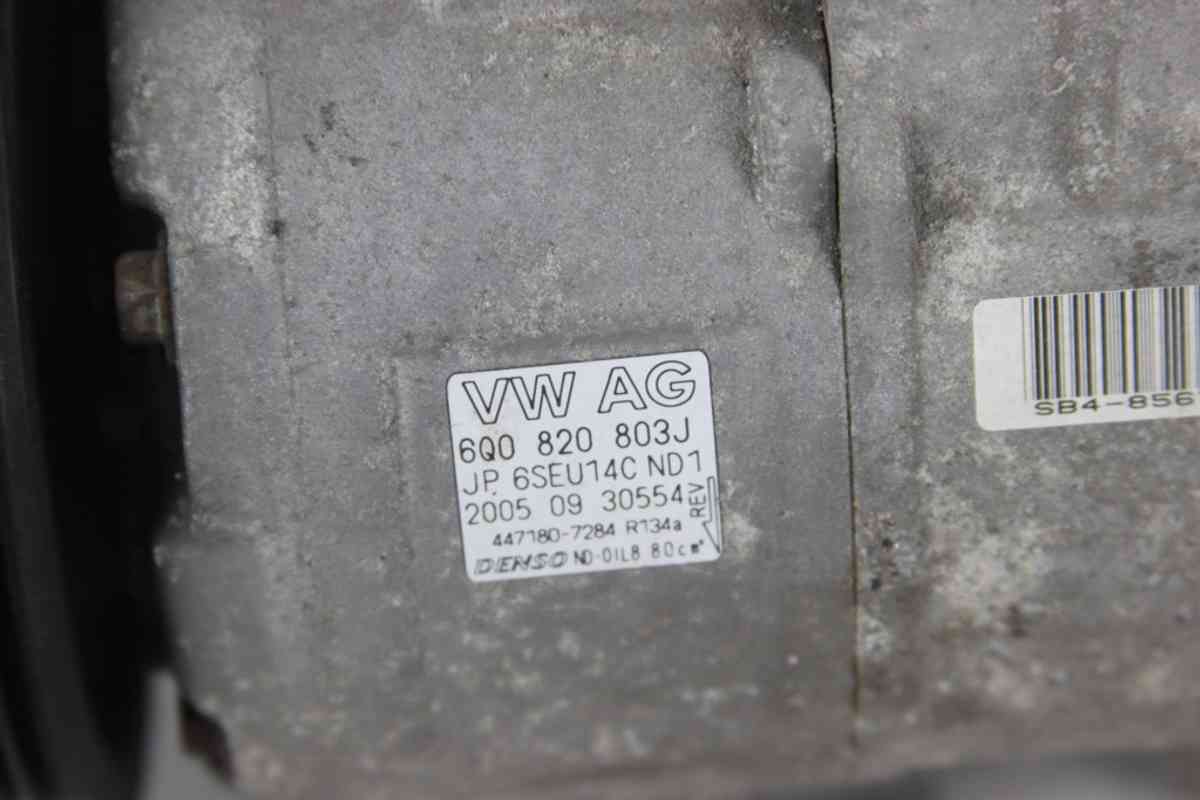 VW AG
6Q0 820 803J
JP. 6SEU14C ND1
2005 09 30554
REV
447180-7284 R134a
DENSO ND-OIL8 80cm³
SB4-856